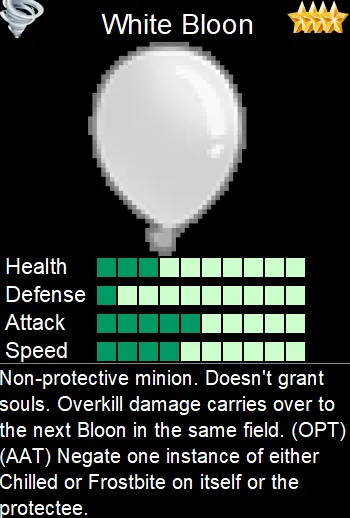 White Bloon
Health
Defense
Attack
Speed
Non-protective minion. Doesn't grant
souls. Overkill damage carries over to
the next Bloon in the same field. (OPT)
(AAT) Negate one instance of either
Chilled or Frostbite on itself or the
protectee.